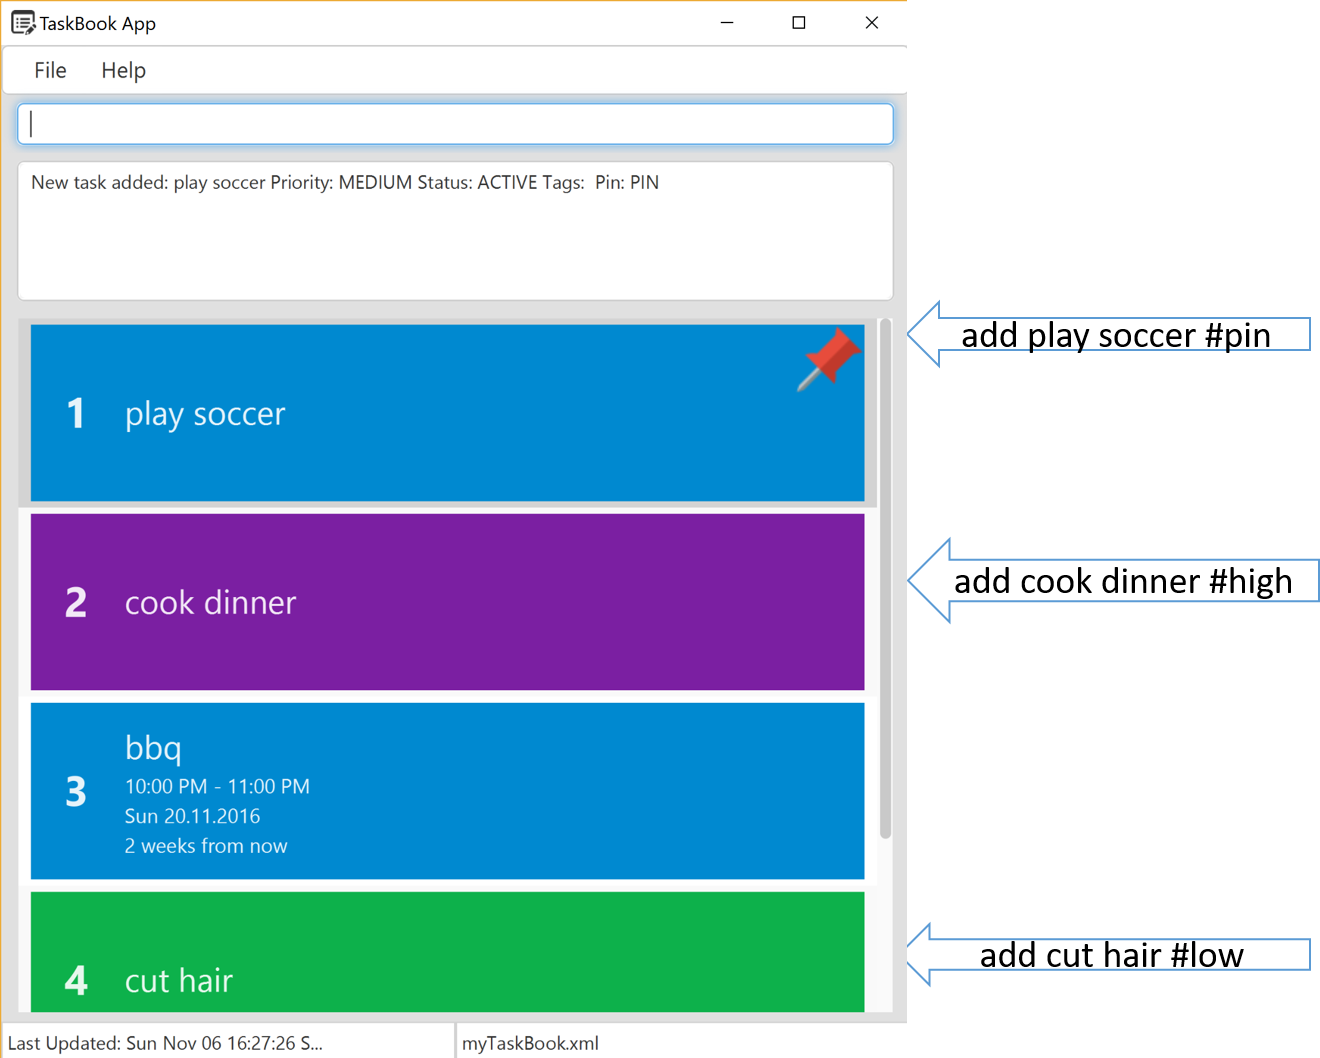 TaskBook App
File Help
New task added: play soccer Priority: MEDIUM Status: ACTIVE Tags:  Pin: PIN
add play soccer #pin
1 play soccer
add cook dinner #high
2 cook dinner
bbq
3
10:00 PM - 11:00 PM
Sun 20.11.2016
2 weeks from now
add cut hair #low
4 cut hair
Last Updated: Sun Nov 06 16:27:26 S... myTaskBook.xml